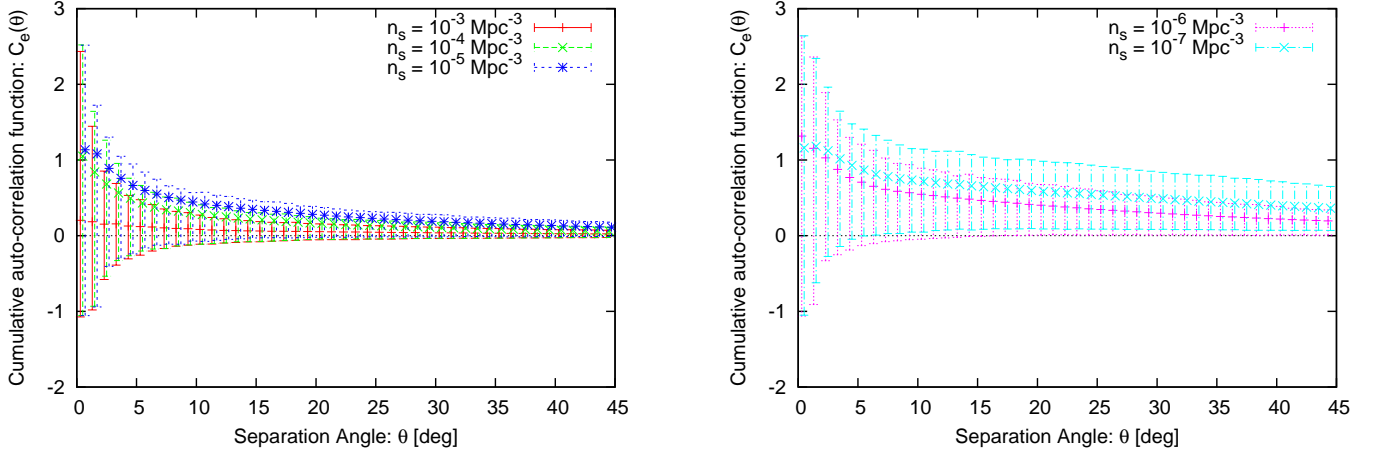 Cumulative auto-correlation function: C_e(θ)
3
2
1
0
-1
-2
0 5 10 15 20 25 30 35 40 45
Separation Angle: θ [deg]
n_s = 10^-3 Mpc^-3
n_s = 10^-4 Mpc^-3
n_s = 10^-5 Mpc^-3
Cumulative auto-correlation function: C_e(θ)
3
2
1
0
-1
-2
0 5 10 15 20 25 30 35 40 45
Separation Angle: θ [deg]
n_s = 10^-6 Mpc^-3
n_s = 10^-7 Mpc^-3